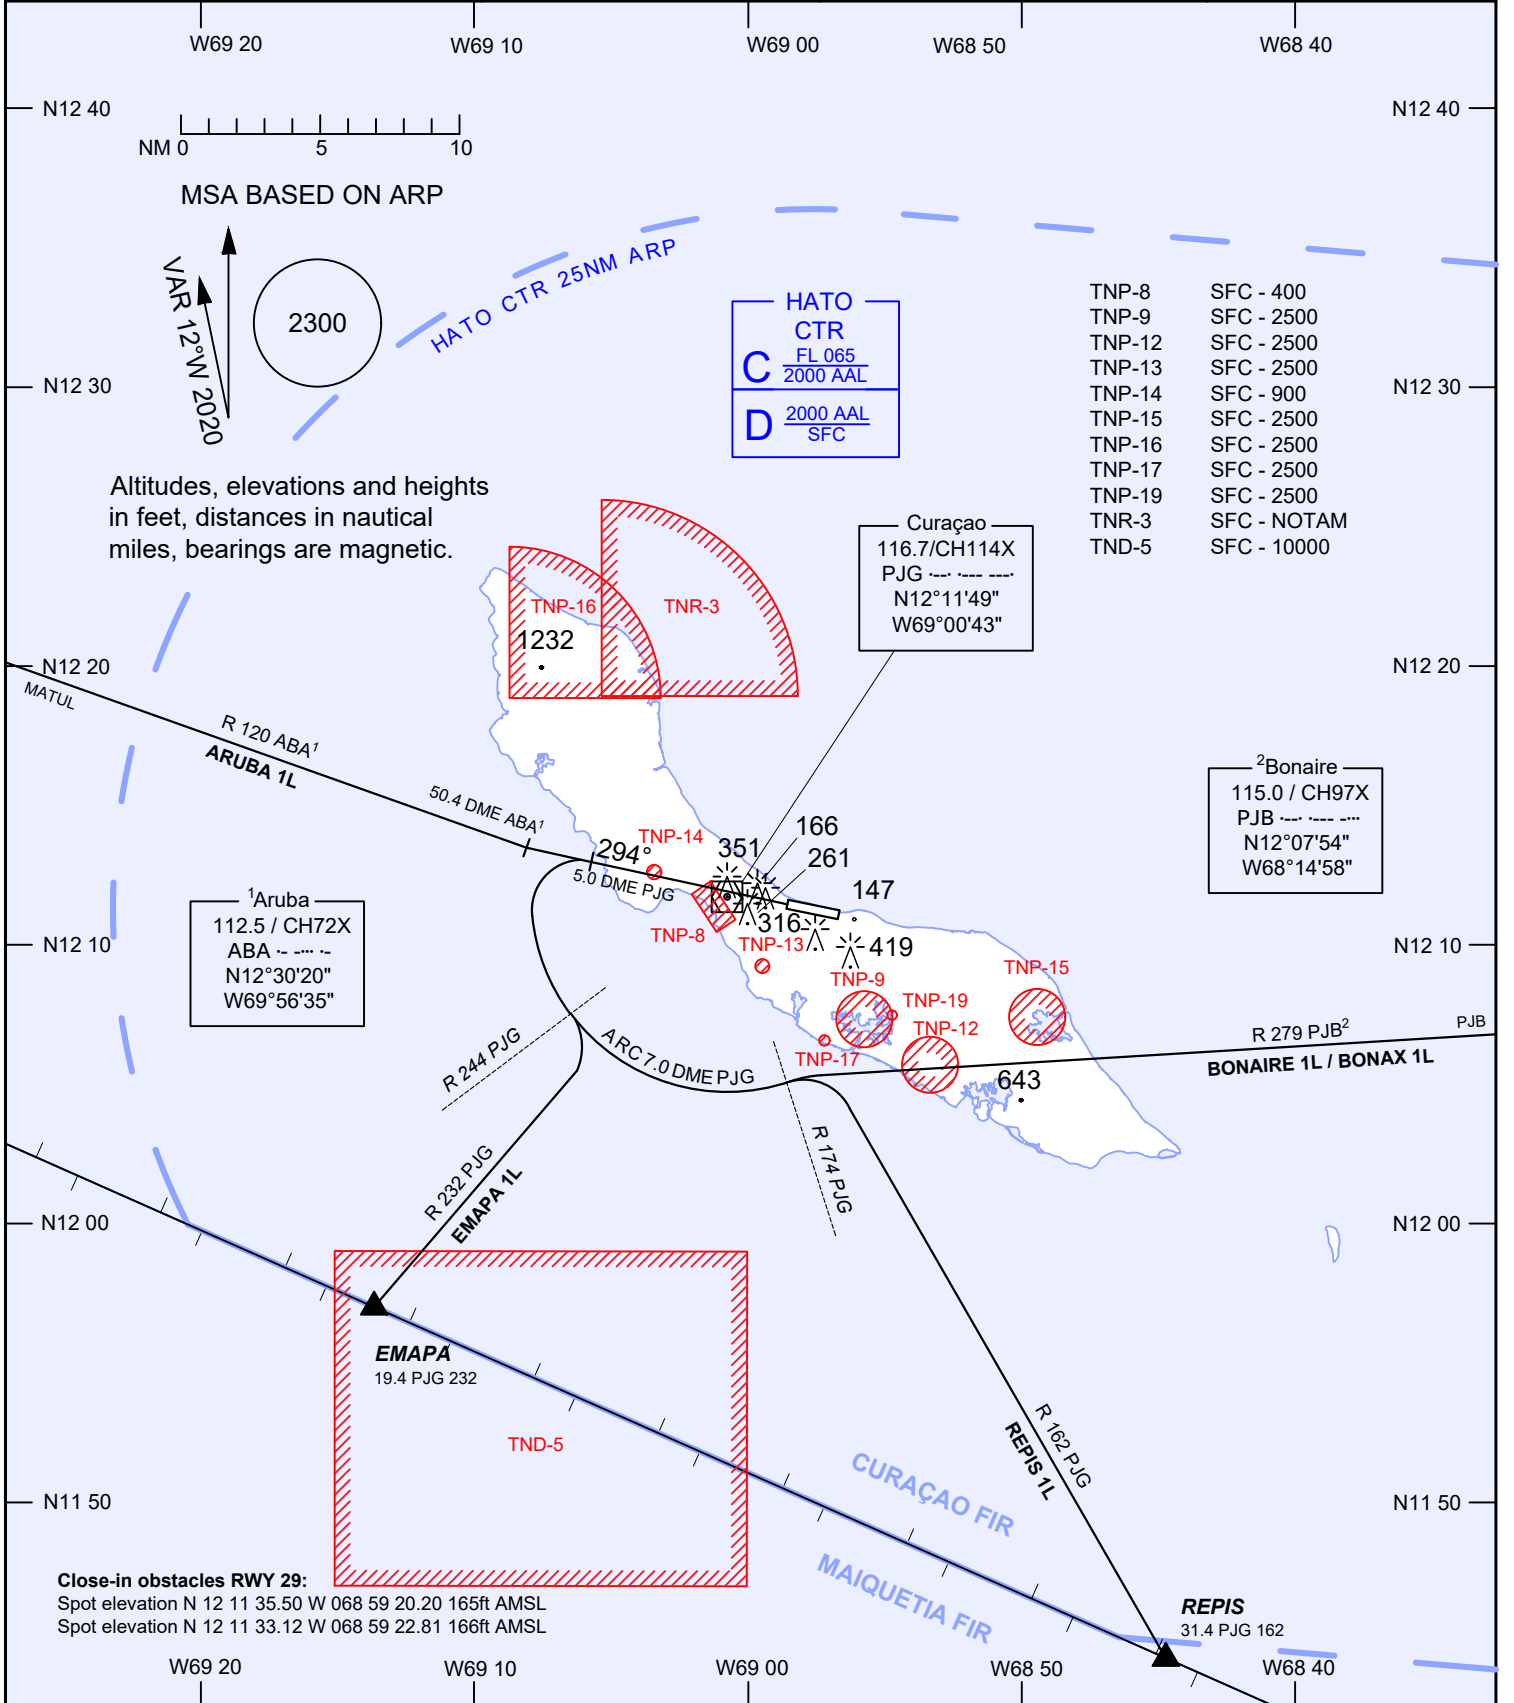 W69 20
W69 10
W69 00
W68 50
W68 40
N12 40
N12 40
NM 0 5 10
MSA BASED ON ARP
VAR 12°W 2020
2300
HATO CTR 25NM ARP
HATO
CTR
C FL 065
2000 AAL
D 2000 AAL
SFC
TNP-8 SFC - 400
TNP-9 SFC - 2500
TNP-12 SFC - 2500
TNP-13 SFC - 2500
TNP-14 SFC - 900
TNP-15 SFC - 2500
TNP-16 SFC - 2500
TNP-17 SFC - 2500
TNP-19 SFC - 2500
TNR-3 SFC - NOTAM
TND-5 SFC - 10000
N12 30
N12 30
Altitudes, elevations and heights
in feet, distances in nautical
miles, bearings are magnetic.
Curaçao
116.7/CH114X
PJG ·--· ·--- --·
N12°11'49"
W69°00'43"
TNP-16
TNR-3
1232
N12 20
N12 20
MATUL
R 120 ABA¹
ARUBA 1L
50.4 DME ABA¹
²Bonaire
115.0 / CH97X
PJB ·--· ·--- -···
N12°07'54"
W68°14'58"
TNP-14
294°
5.0 DME PJG
351
166
261
147
316
419
¹Aruba
112.5 / CH72X
ABA ·- -··· ·-
N12°30'20"
W69°56'35"
TNP-8
TNP-13
TNP-9
TNP-15
TNP-19
TNP-12
TNP-17
N12 10
N12 10
R 244 PJG
ARC 7.0 DME PJG
R 279 PJB²
PJB
BONAIRE 1L / BONAX 1L
643
R 174 PJG
R 232 PJG
EMAPA 1L
N12 00
N12 00
EMAPA
19.4 PJG 232
TND-5
R 162 PJG
REPIS 1L
CURAÇAO FIR
MAIQUETIA FIR
N11 50
N11 50
Close-in obstacles RWY 29:
Spot elevation N 12 11 35.50 W 068 59 20.20 165ft AMSL
Spot elevation N 12 11 33.12 W 068 59 22.81 166ft AMSL
REPIS
31.4 PJG 162
W69 20
W69 10
W69 00
W68 50
W68 40